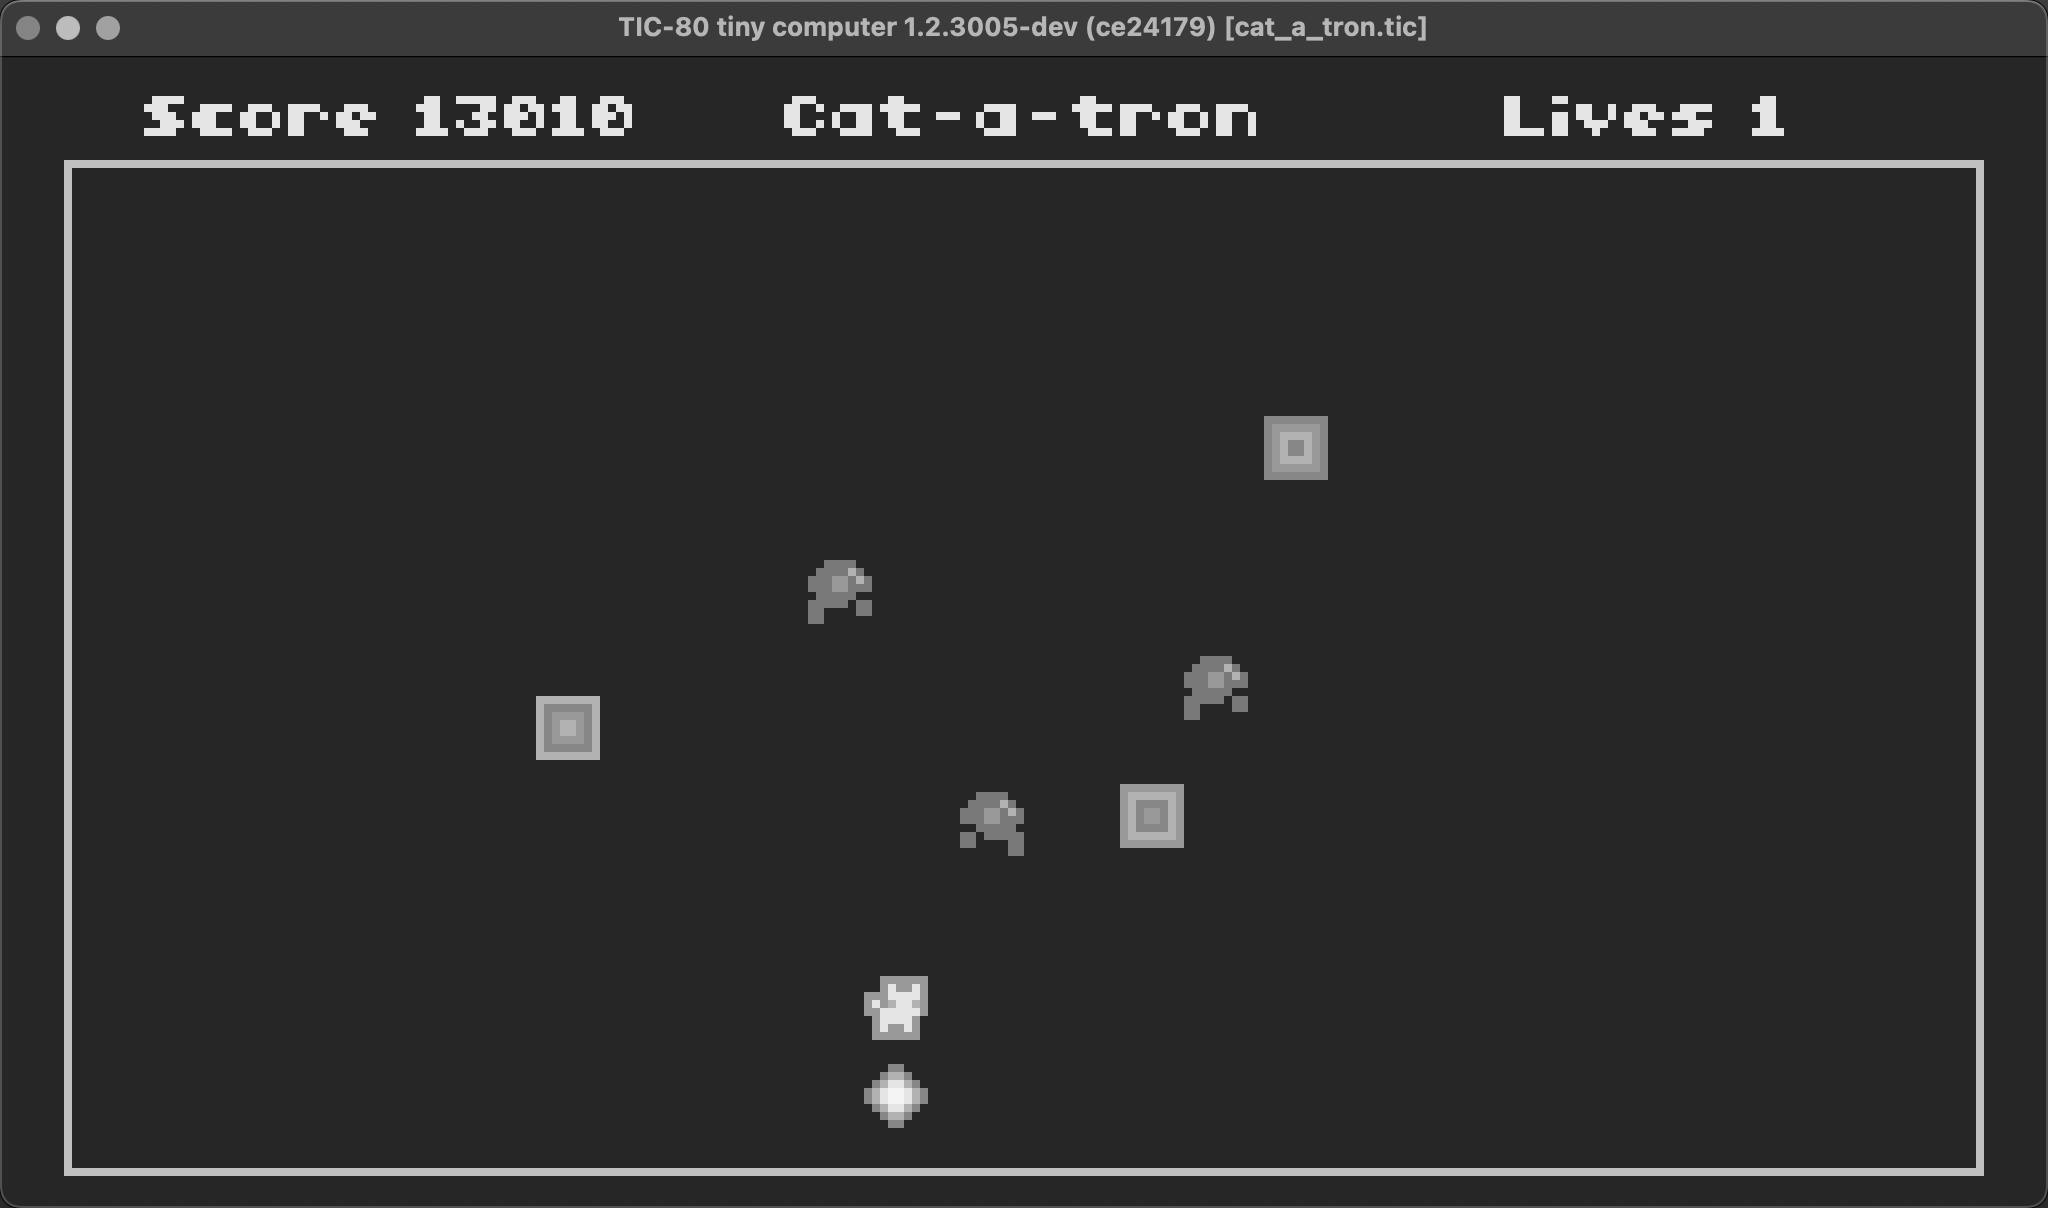 TIC-80 tiny computer 1.2.3005-dev (ce24179) [cat_a_tron.tic]
Score 13010 Cat-a-tron Lives 1